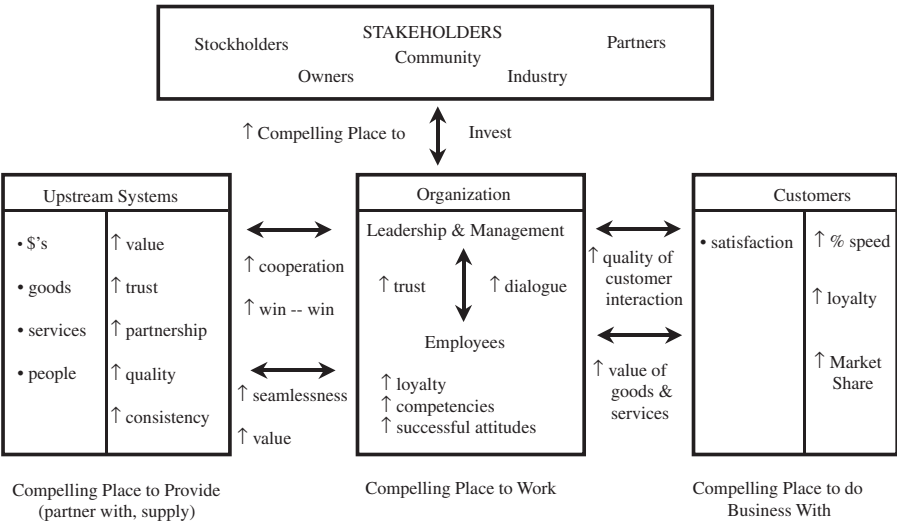 STAKEHOLDERS
Stockholders
Partners
Community
Owners
Industry
↑ Compelling Place to
Invest
Upstream Systems
• $'s
• goods
• services
• people
↑ value
↑ trust
↑ partnership
↑ quality
↑ consistency
↑ cooperation
↑ win -- win
↑ seamlessness
↑ value
Organization
Leadership & Management
↑ trust
↑ dialogue
Employees
↑ loyalty
↑ competencies
↑ successful attitudes
↑ quality of
customer
interaction
↑ value of
goods &
services
Customers
• satisfaction
↑ % speed
↑ loyalty
↑ Market
Share
Compelling Place to Provide
(partner with, supply)
Compelling Place to Work
Compelling Place to do
Business With